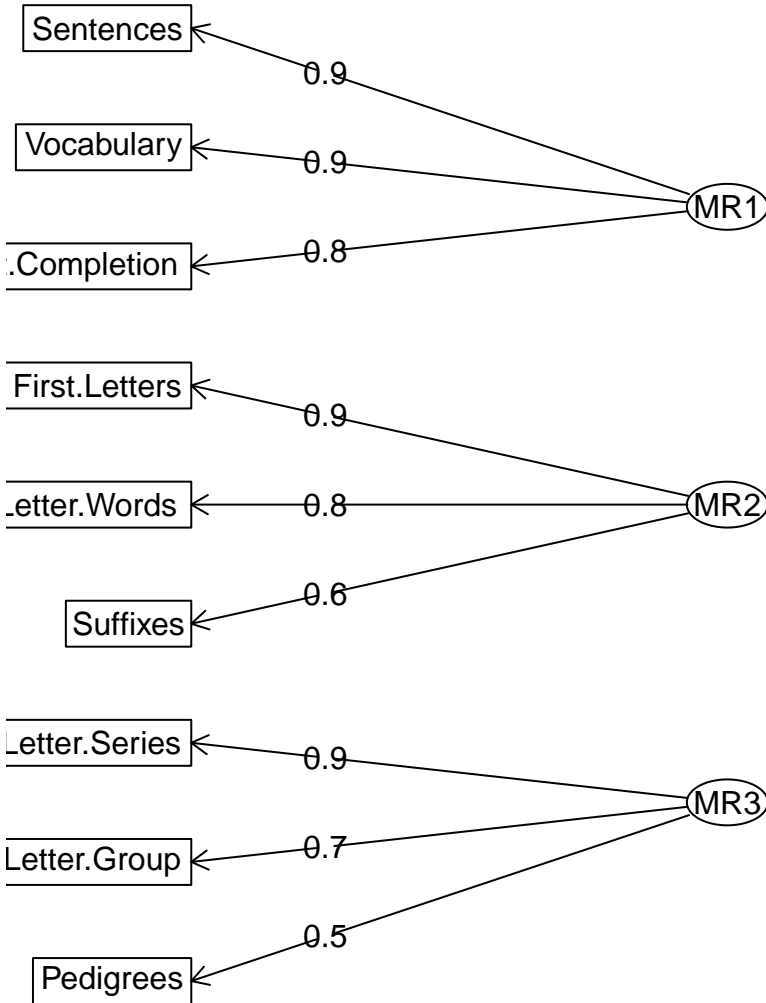 Sentences
0.9
Vocabulary
0.9
MR1
.Completion
0.8
First.Letters
0.9
Letter.Words
0.8
MR2
0.6
Suffixes
Letter.Series
0.9
MR3
Letter.Group
0.7
0.5
Pedigrees